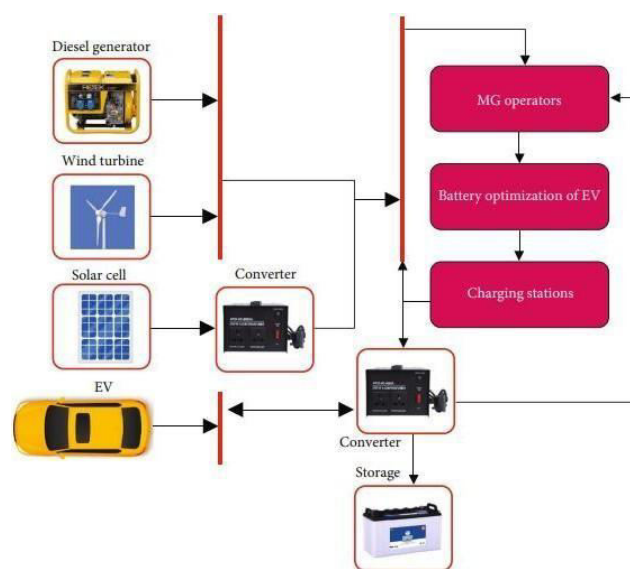 Diesel generator
Wind turbine
Solar cell
EV
Converter
Converter
Storage
MG operators
Battery optimization of EV
Charging stations